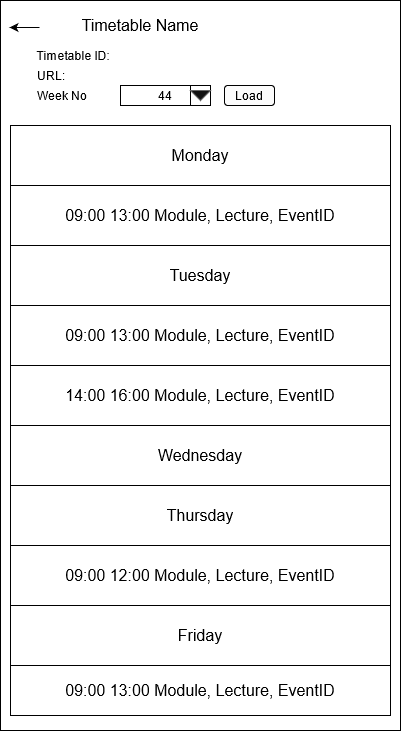 Timetable Name
Timetable ID:
URL:
Week No 44 Load
Monday
09:00 13:00 Module, Lecture, EventID
Tuesday
09:00 13:00 Module, Lecture, EventID
14:00 16:00 Module, Lecture, EventID
Wednesday
Thursday
09:00 12:00 Module, Lecture, EventID
Friday
09:00 13:00 Module, Lecture, EventID